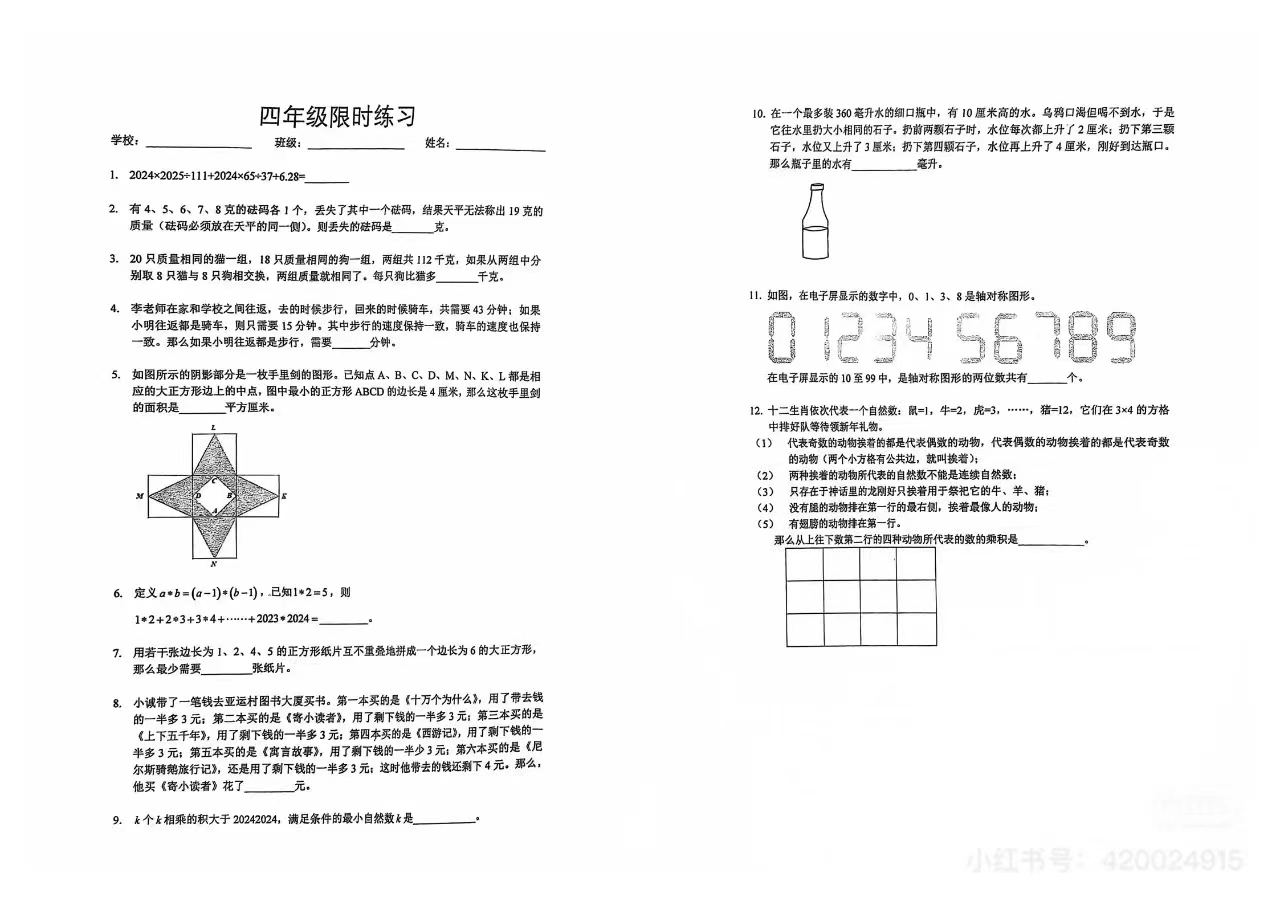 四年级限时练习
学校：
班级：
姓名：
1. 2024×2025÷111+2024×65÷37+6.28=
2. 有 4、5、6、7、8 克的砝码各 1 个，丢失了其中一个砝码，结果天平无法称出 19 克的
质量（砝码必须放在天平的同一侧）。则丢失的砝码是______克。
3. 20 只质量相同的猫一组，18 只质量相同的狗一组，两组共 112 千克，如果从两组中分
别取 8 只猫与 8 只狗相交换，两组质量就相同了。每只狗比猫多______千克。
4. 李老师在家和学校之间往返，去的时候步行，回来的时候骑车，共需要 43 分钟；如果
小明往返都是骑车，则只需要 15 分钟。其中步行的速度保持一致，骑车的速度也保持
一致。那么如果小明往返都是步行，需要______分钟。
5. 如图所示的阴影部分是一枚手里剑的图形。已知点 A、B、C、D、M、N、K、L 都是相
应的大正方形边上的中点，图中最小的正方形 ABCD 的边长是 4 厘米，那么这枚手里剑
的面积是______平方厘米。
L
C
M D B K
A
N
6. 定义 a*b=(a−1)*(b−1)，已知1*2=5，则
1*2+2*3+3*4+⋯⋯+2023*2024=______。
7. 用若干张边长为 1、2、4、5 的正方形纸片互不重叠地拼成一个边长为 6 的大正方形，
那么最少需要______张纸片。
8. 小诚带了一笔钱去亚运村图书大厦买书。第一本买的是《十万个为什么》，用了带去钱
的一半多 3 元；第二本买的是《寄小读者》，用了剩下钱的一半多 3 元；第三本买的是
《上下五千年》，用了剩下钱的一半多 3 元；第四本买的是《西游记》，用了剩下钱的一
半多 3 元；第五本买的是《寓言故事》，用了剩下钱的一半少 3 元；第六本买的是《尼
尔斯骑鹅旅行记》，还是用了剩下钱的一半多 3 元；这时他带去的钱还剩下 4 元。那么，
他买《寄小读者》花了______元。
9. k 个 k 相乘的积大于 20242024，满足条件的最小自然数 k 是______。
10. 在一个最多装 360 毫升水的细口瓶中，有 10 厘米高的水。乌鸦口渴但喝不到水，于是
它往水里扔大小相同的石子。扔前两颗石子时，水位每次都上升了 2 厘米；扔下第三颗
石子，水位又上升了 3 厘米；扔下第四颗石子，水位再上升了 4 厘米，刚好到达瓶口。
那么瓶子里的水有______毫升。
11. 如图，在电子屏显示的数字中，0、1、3、8 是轴对称图形。
0 1 2 3 4 5 6 7 8 9
在电子屏显示的 10 至 99 中，是轴对称图形的两位数共有______个。
12. 十二生肖依次代表一个自然数：鼠=1，牛=2，虎=3，⋯⋯，猪=12，它们在 3×4 的方格
中排好队等待领新年礼物。
（1） 代表奇数的动物挨着的都是代表偶数的动物，代表偶数的动物挨着的都是代表奇数
的动物（两个小方格有公共边，就叫挨着）；
（2） 两种挨着的动物所代表的自然数不能是连续自然数；
（3） 只存在于神话里的龙刚好只挨着用于祭祀它的牛、羊、猪；
（4） 没有腿的动物排在第一行的最右侧，挨着最像人的动物；
（5） 有翅膀的动物排在第一行。
那么从上往下数第二行的四种动物所代表的数的乘积是______。
小红书号：420024915